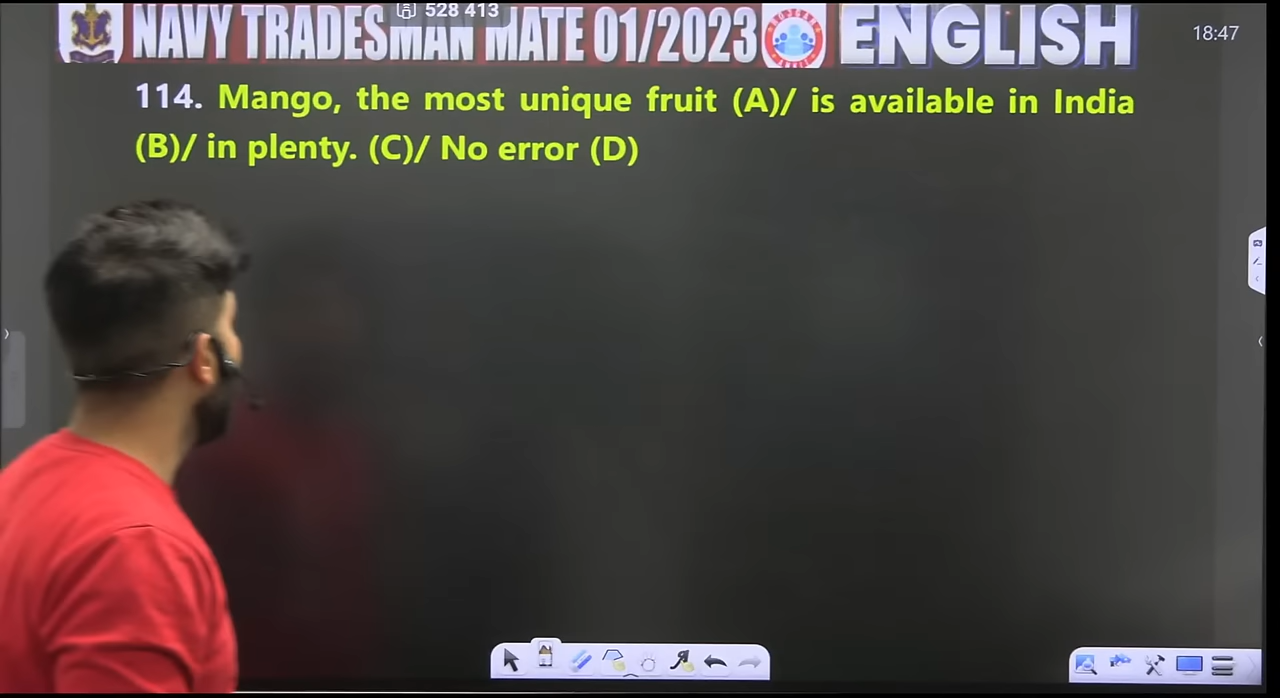 528 413
NAVY TRADESMAN MATE 01/2023 ENGLISH
18:47
114. Mango, the most unique fruit (A)/ is available in India
(B)/ in plenty. (C)/ No error (D)